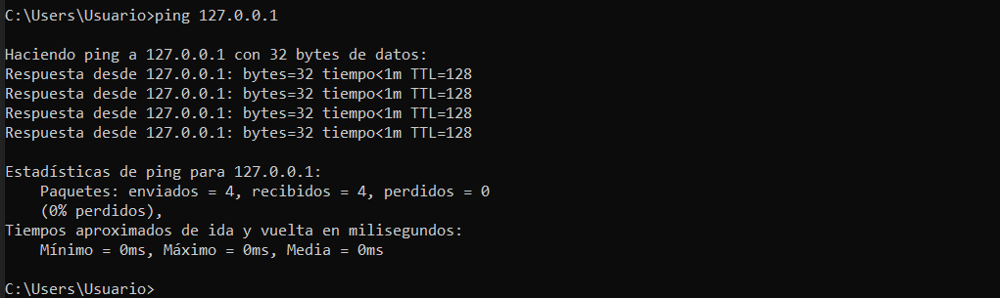 C:\Users\Usuario>ping 127.0.0.1
Haciendo ping a 127.0.0.1 con 32 bytes de datos:
Respuesta desde 127.0.0.1: bytes=32 tiempo<1m TTL=128
Respuesta desde 127.0.0.1: bytes=32 tiempo<1m TTL=128
Respuesta desde 127.0.0.1: bytes=32 tiempo<1m TTL=128
Respuesta desde 127.0.0.1: bytes=32 tiempo<1m TTL=128
Estadísticas de ping para 127.0.0.1:
Paquetes: enviados = 4, recibidos = 4, perdidos = 0
(0% perdidos),
Tiempos aproximados de ida y vuelta en milisegundos:
Mínimo = 0ms, Máximo = 0ms, Media = 0ms
C:\Users\Usuario>